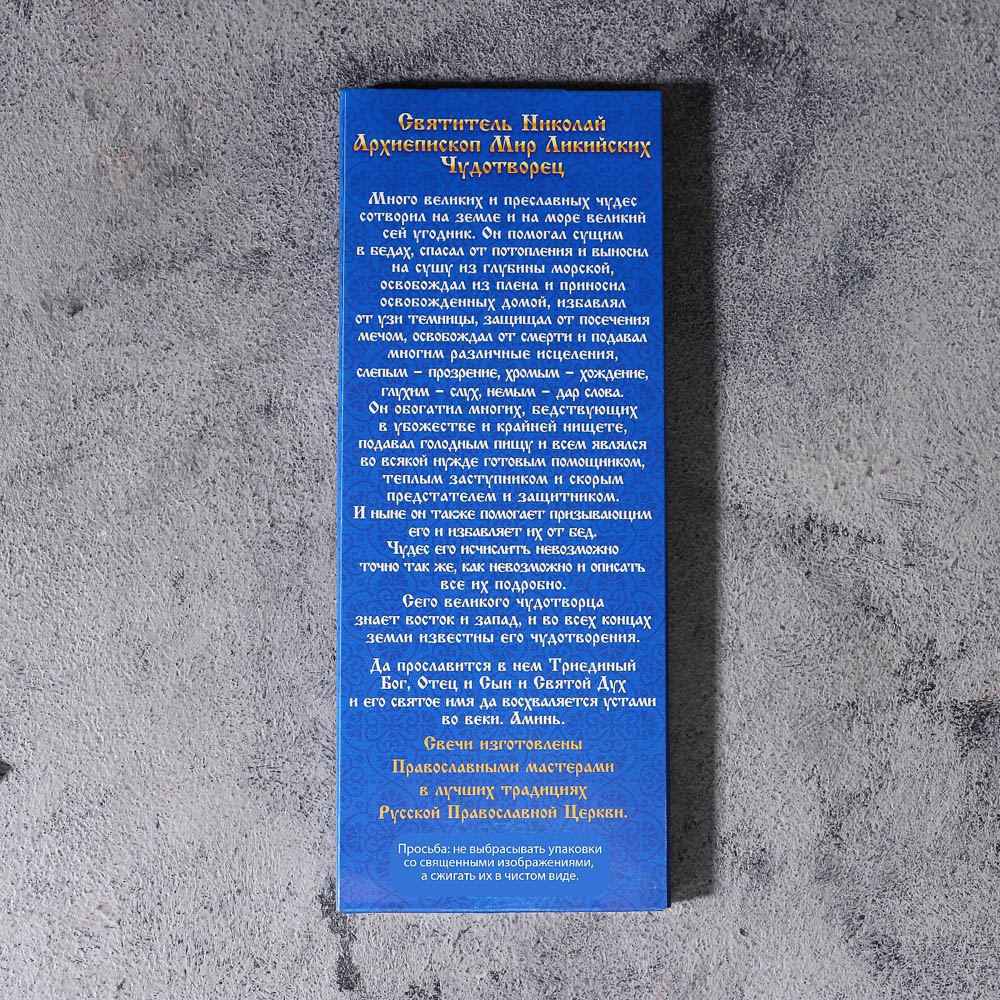 Святитель Николай
Архиепископ Мир Ликийских
Чудотворец
Много великих и преславных чудес
сотворил на земле и на море великий
сей угодник. Он помогал сущим
в бедах, спасал от потопления и выносил
на сушу из глубины морской,
освобождал из плена и приносил
освобожденных домой, избавлял
от узи темницы, защищал от посечения
мечом, освобождал от смерти и подавал
многим различные исцеления,
слепым – прозрение, хромым – хождение,
глухим – слух, немым – дар слова.
Он обогатил многих, бедствующих
в убожестве и крайней нищете,
подавал голодным пищу и всем являлся
во всякой нужде готовым помощником,
теплым заступником и скорым
предстателем и защитником.
И ныне он также помогает призывающим
его и избавляет их от бед.
Чудес его исчислить невозможно
точно так же, как невозможно и описать
все их подробно.
Сего великого чудотворца
знает восток и запад, и во всех концах
земли известны его чудотворения.
Да прославится в нем Триединый
Бог, Отец и Сын и Святой Дух
и его святое имя да восхваляется устами
во веки. Аминь.
Свечи изготовлены
Православными мастерами
в лучших традициях
Русской Православной Церкви.
Просьба: не выбрасывать упаковки
со священными изображениями,
а сжигать их в чистом виде.